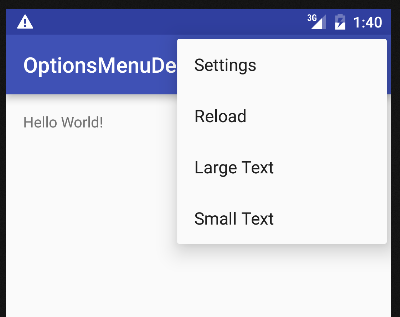 3G 1:40
OptionsMenuDe
Settings
Hello World!
Reload
Large Text
Small Text